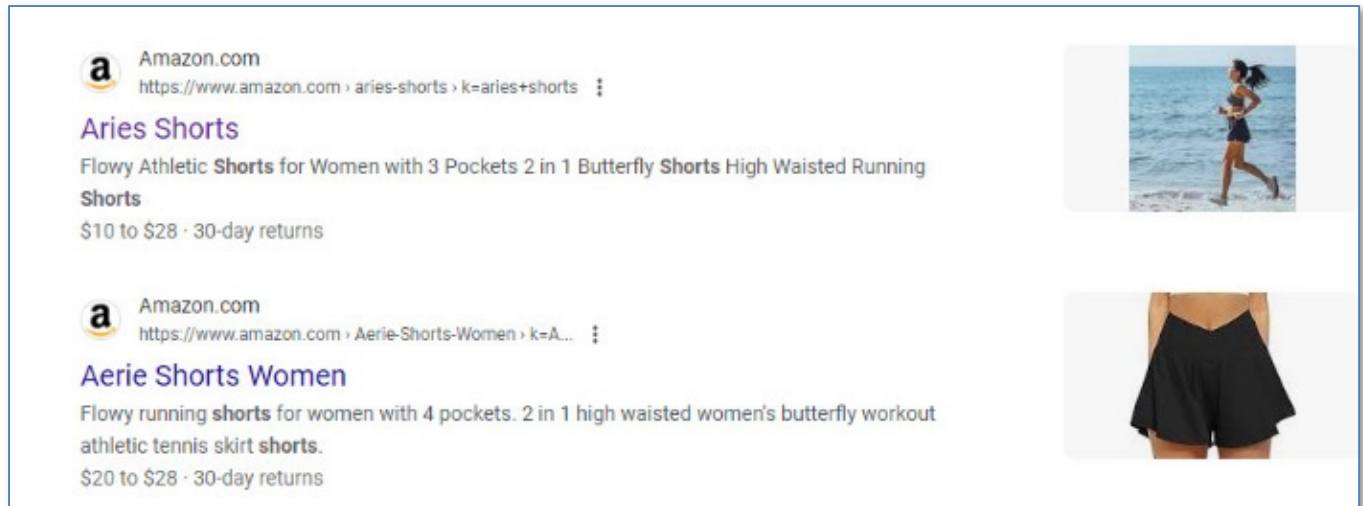 Amazon.com
https://www.amazon.com › aries-shorts › k=aries+shorts
Aries Shorts
Flowy Athletic Shorts for Women with 3 Pockets 2 in 1 Butterfly Shorts High Waisted Running
Shorts
$10 to $28 · 30-day returns
Amazon.com
https://www.amazon.com › Aerie-Shorts-Women › k=A...
Aerie Shorts Women
Flowy running shorts for women with 4 pockets. 2 in 1 high waisted women's butterfly workout
athletic tennis skirt shorts.
$20 to $28 · 30-day returns